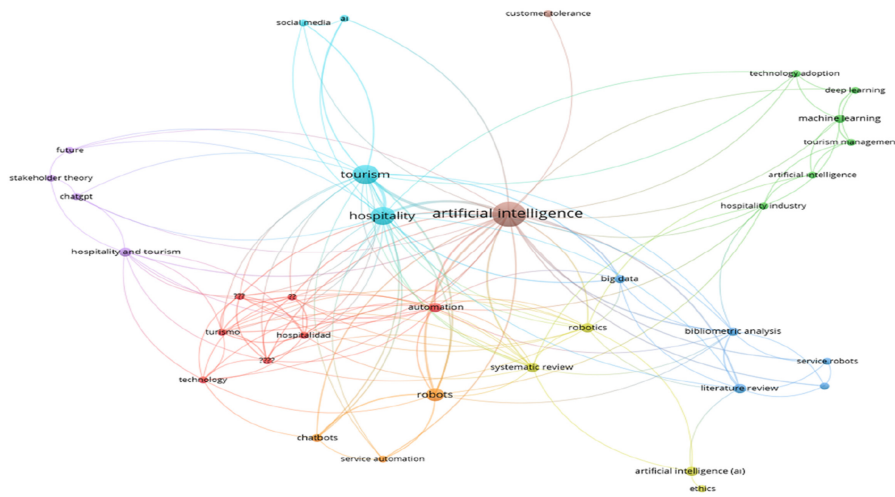 customer tolerance
ai
social media
technology adoption
deep learning
machine learning
tourism managemen
future
tourism
stakeholder theory
artificial intelligence
chatgpt
hospitality
artificial intelligence
hospitality industry
hospitality and tourism
big data
???
??
automation
turismo
hospitalidad
robotics
bibliometric analysis
????
systematic review
service robots
technology
robots
literature review
chatbots
service automation
artificial intelligence (ai)
ethics